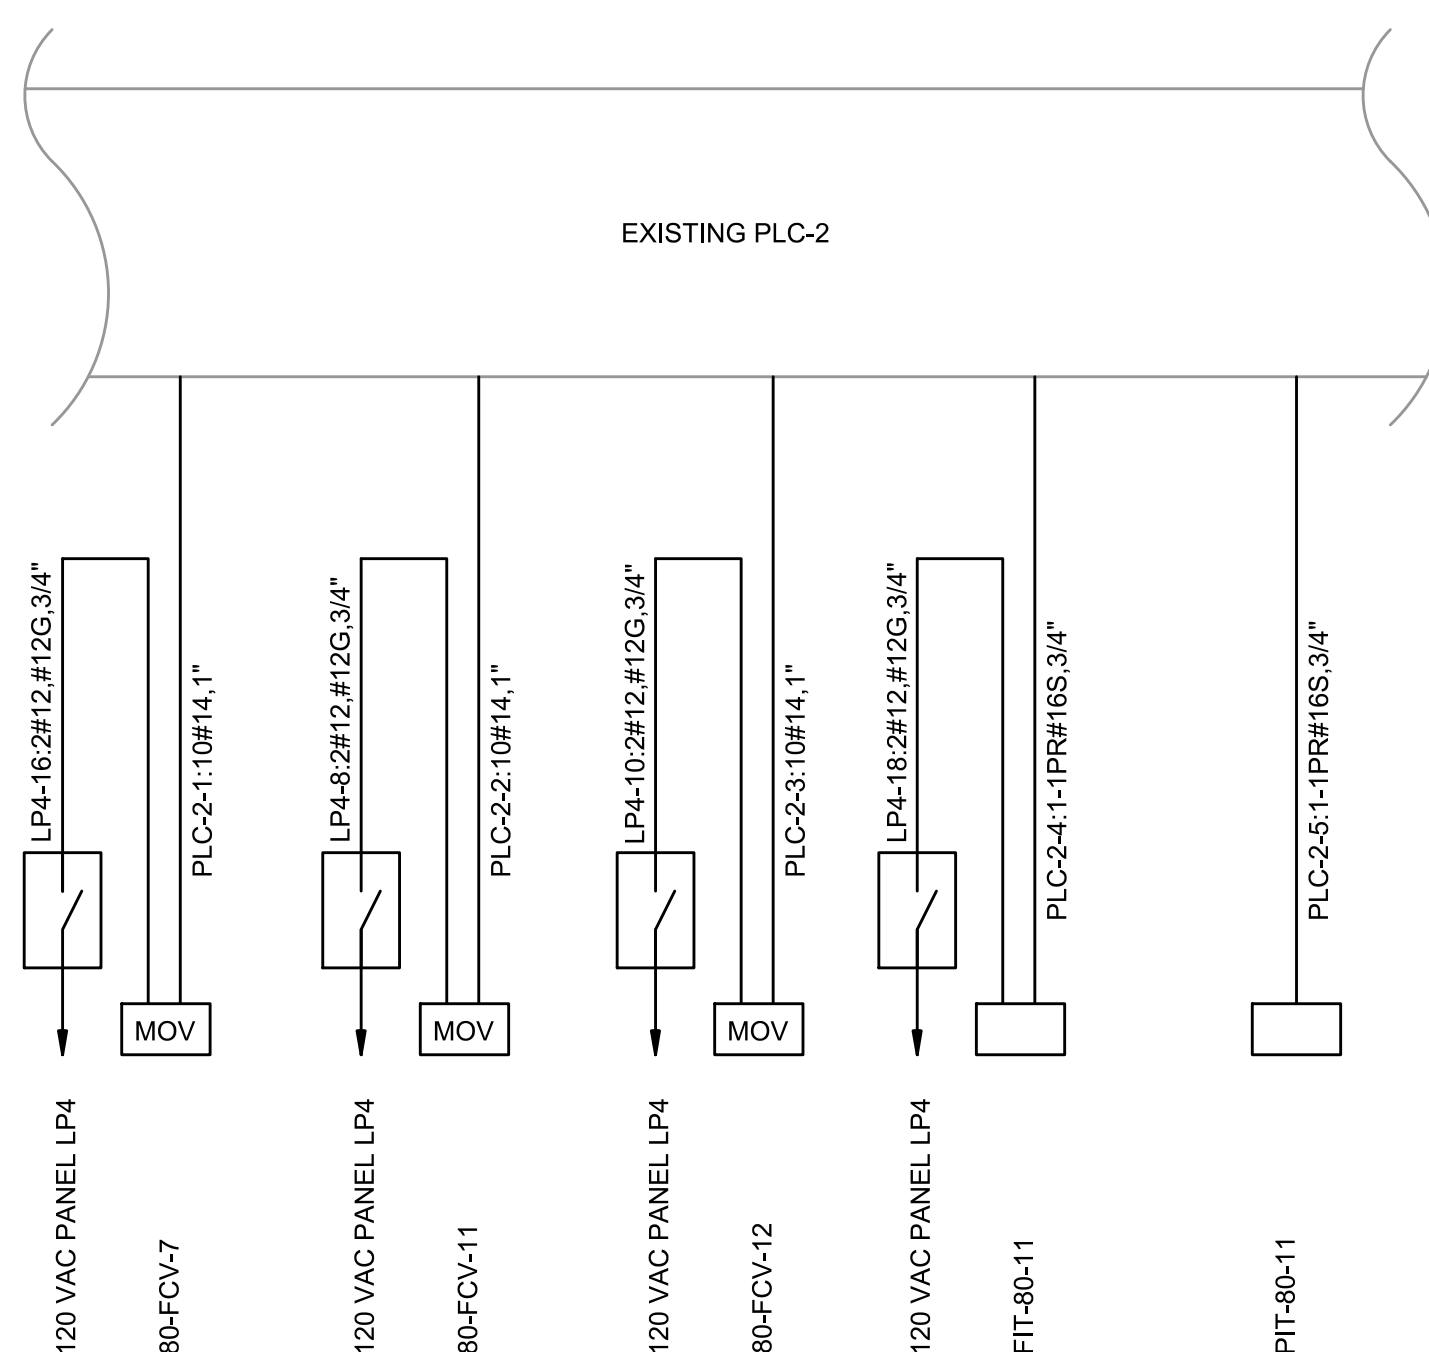 EXISTING PLC-2
LP4-16:2#12,#12G,3/4"
PLC-2-1:10#14,1"
LP4-8:2#12,#12G,3/4"
PLC-2-2:10#14,1"
LP4-10:2#12,#12G,3/4"
PLC-2-3:10#14,1"
LP4-18:2#12,#12G,3/4"
PLC-2-4:1-1PR#16S,3/4"
PLC-2-5:1-1PR#16S,3/4"
MOV
MOV
MOV
120 VAC PANEL LP4
80-FCV-7
120 VAC PANEL LP4
80-FCV-11
120 VAC PANEL LP4
80-FCV-12
120 VAC PANEL LP4
FIT-80-11
PIT-80-11